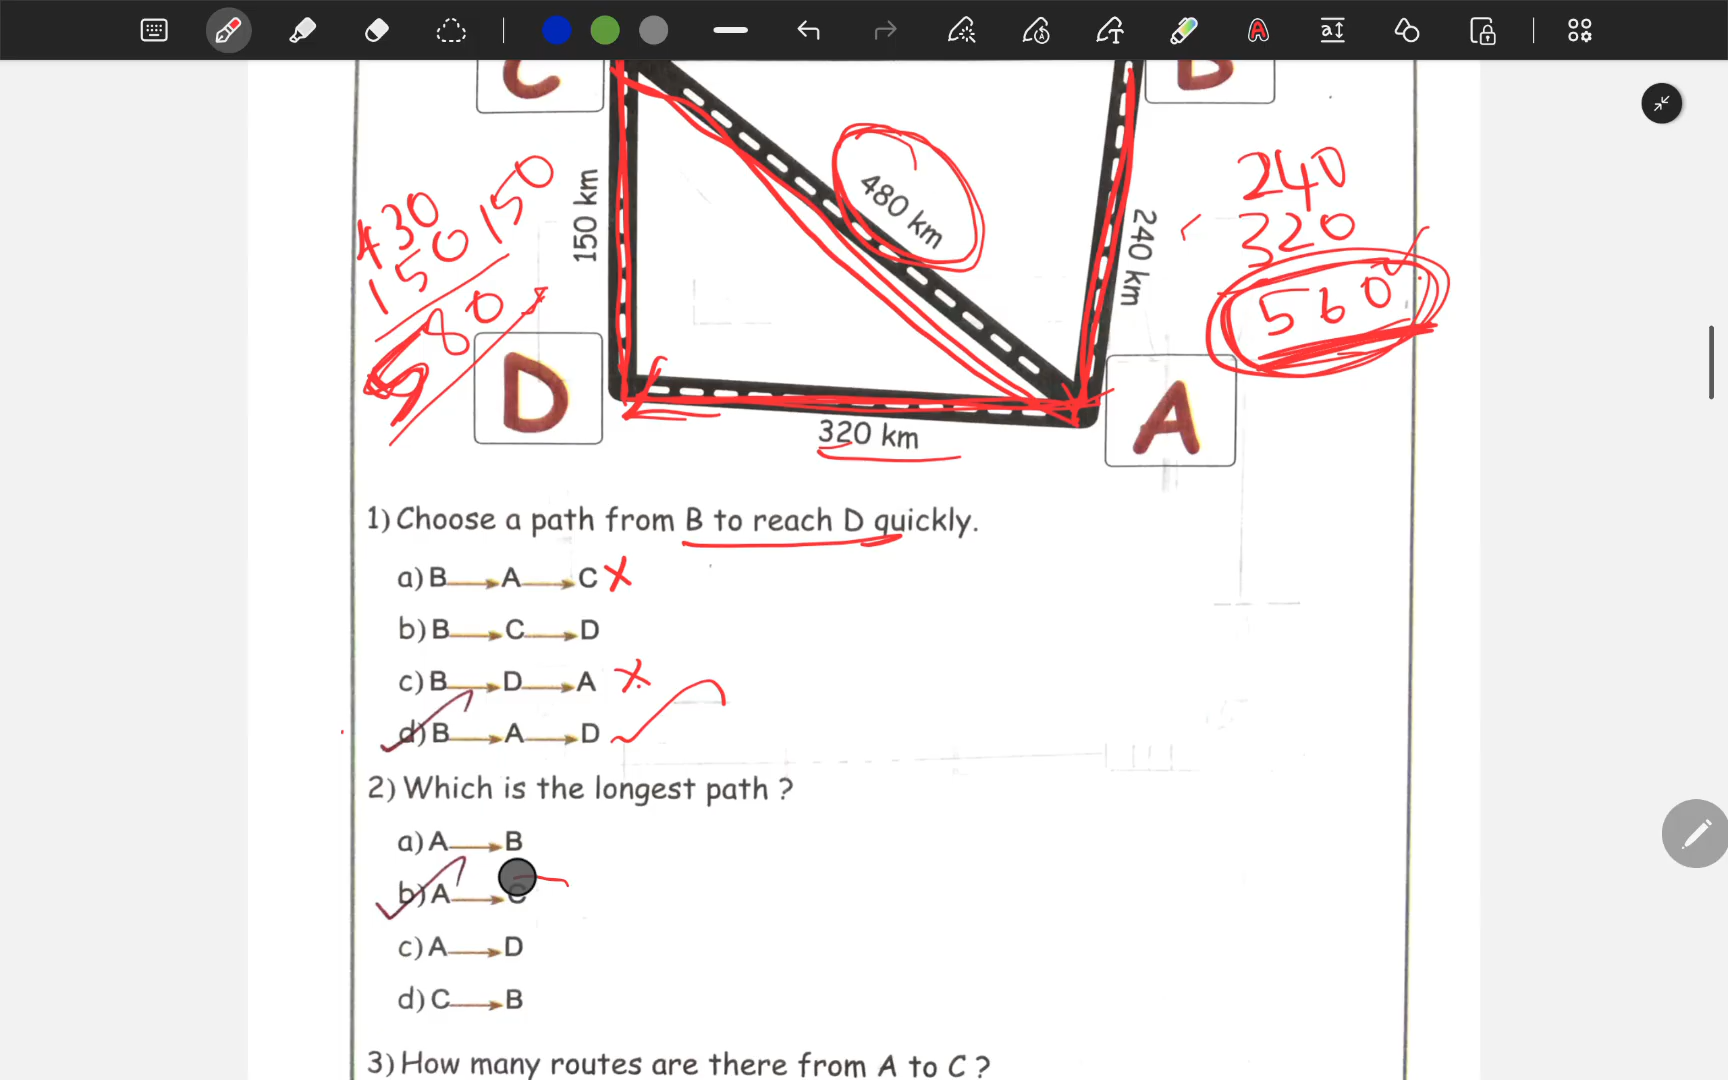 C
B
150 km
480 km
240 km
430
150
150
580
240
320
560
D
A
320 km
1) Choose a path from B to reach D quickly.
a) B → A → C X
b) B → C → D
c) B → D → A X
d) B → A → D
2) Which is the longest path ?
a) A → B
b) A → C
c) A → D
d) C → B
3) How many routes are there from A to C ?